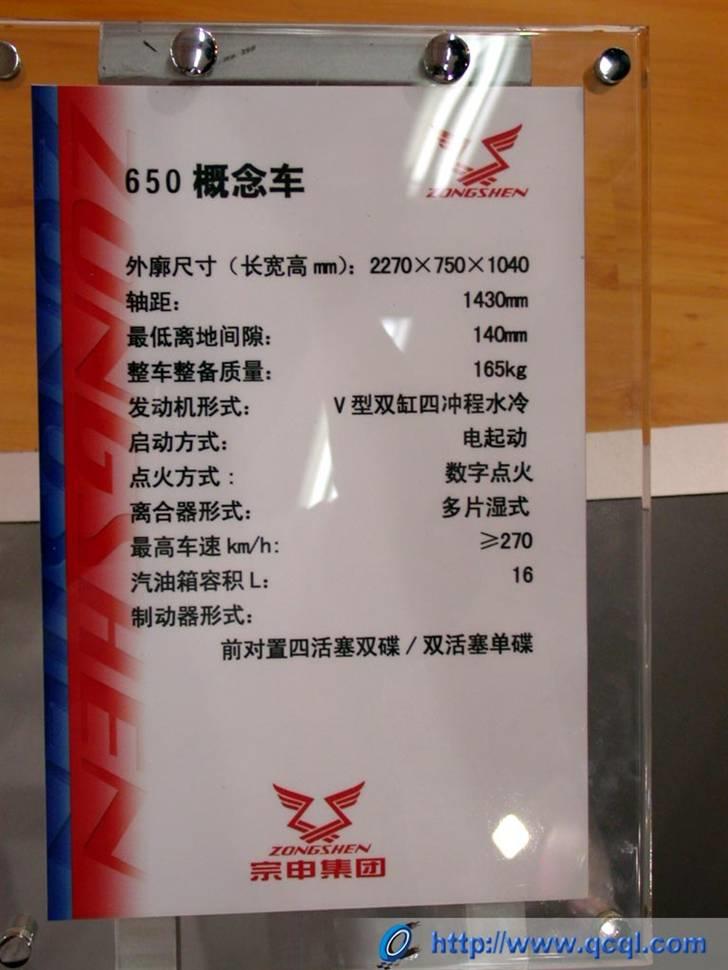 650 概念车
ZONGSHEN
外廓尺寸（长宽高㎜）：2270×750×1040
轴距： 1430mm
最低离地间隙： 140mm
整车整备质量： 165kg
发动机形式： V型双缸四冲程水冷
启动方式： 电起动
点火方式： 数字点火
离合器形式： 多片湿式
最高车速 km/h: ≥270
汽油箱容积 L: 16
制动器形式：
前对置四活塞双碟 / 双活塞单碟
ZONGSHEN
ZONGSHEN
宗申集团
http://www.qcql.com